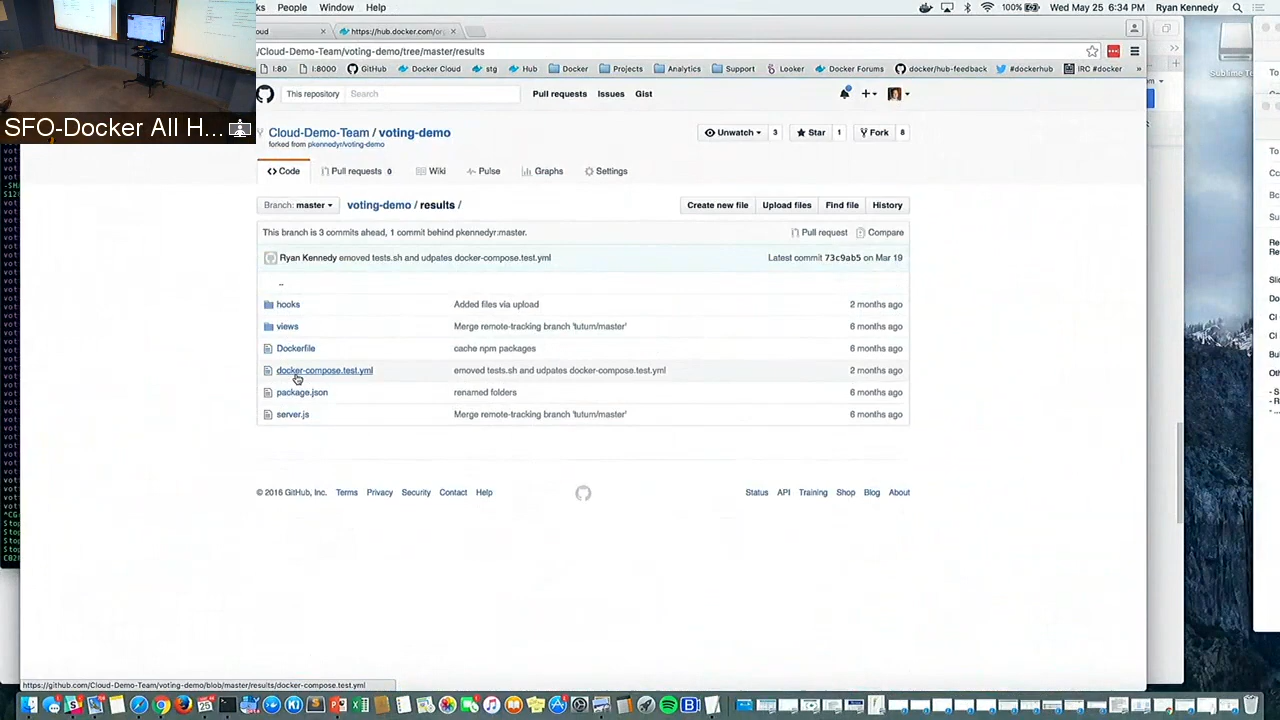 ks People Window Help 100% Wed May 25 6:34 PM Ryan Kennedy
oud https://hub.docker.com/or
/Cloud-Demo-Team/voting-demo/tree/master/results
l:80 l:8000 GitHub Docker Cloud stg Hub Docker Projects Analytics Support Looker Docker Forums docker/hub-feedback #dockerhub IRC #docker »
SFO-Docker All H...
This repository Search Pull requests Issues Gist
Cloud-Demo-Team / voting-demo Unwatch 3 Star 1 Fork 8
forked from pkennedyr/voting-demo
Code Pull requests 0 Wiki Pulse Graphs Settings
Branch: master voting-demo / results / Create new file Upload files Find file History
This branch is 3 commits ahead, 1 commit behind pkennedyr:master. Pull request Compare
Ryan Kennedy emoved tests.sh and udpates docker-compose.test.yml Latest commit 73c9ab5 on Mar 19
..
hooks Added files via upload 2 months ago
views Merge remote-tracking branch 'tutum/master' 6 months ago
Dockerfile cache npm packages 6 months ago
docker-compose.test.yml emoved tests.sh and udpates docker-compose.test.yml 2 months ago
package.json renamed folders 6 months ago
server.js Merge remote-tracking branch 'tutum/master' 6 months ago
© 2016 GitHub, Inc. Terms Privacy Security Contact Help Status API Training Shop Blog About
https://github.com/Cloud-Demo-Team/voting-demo/blob/master/results/docker-compose.test.yml